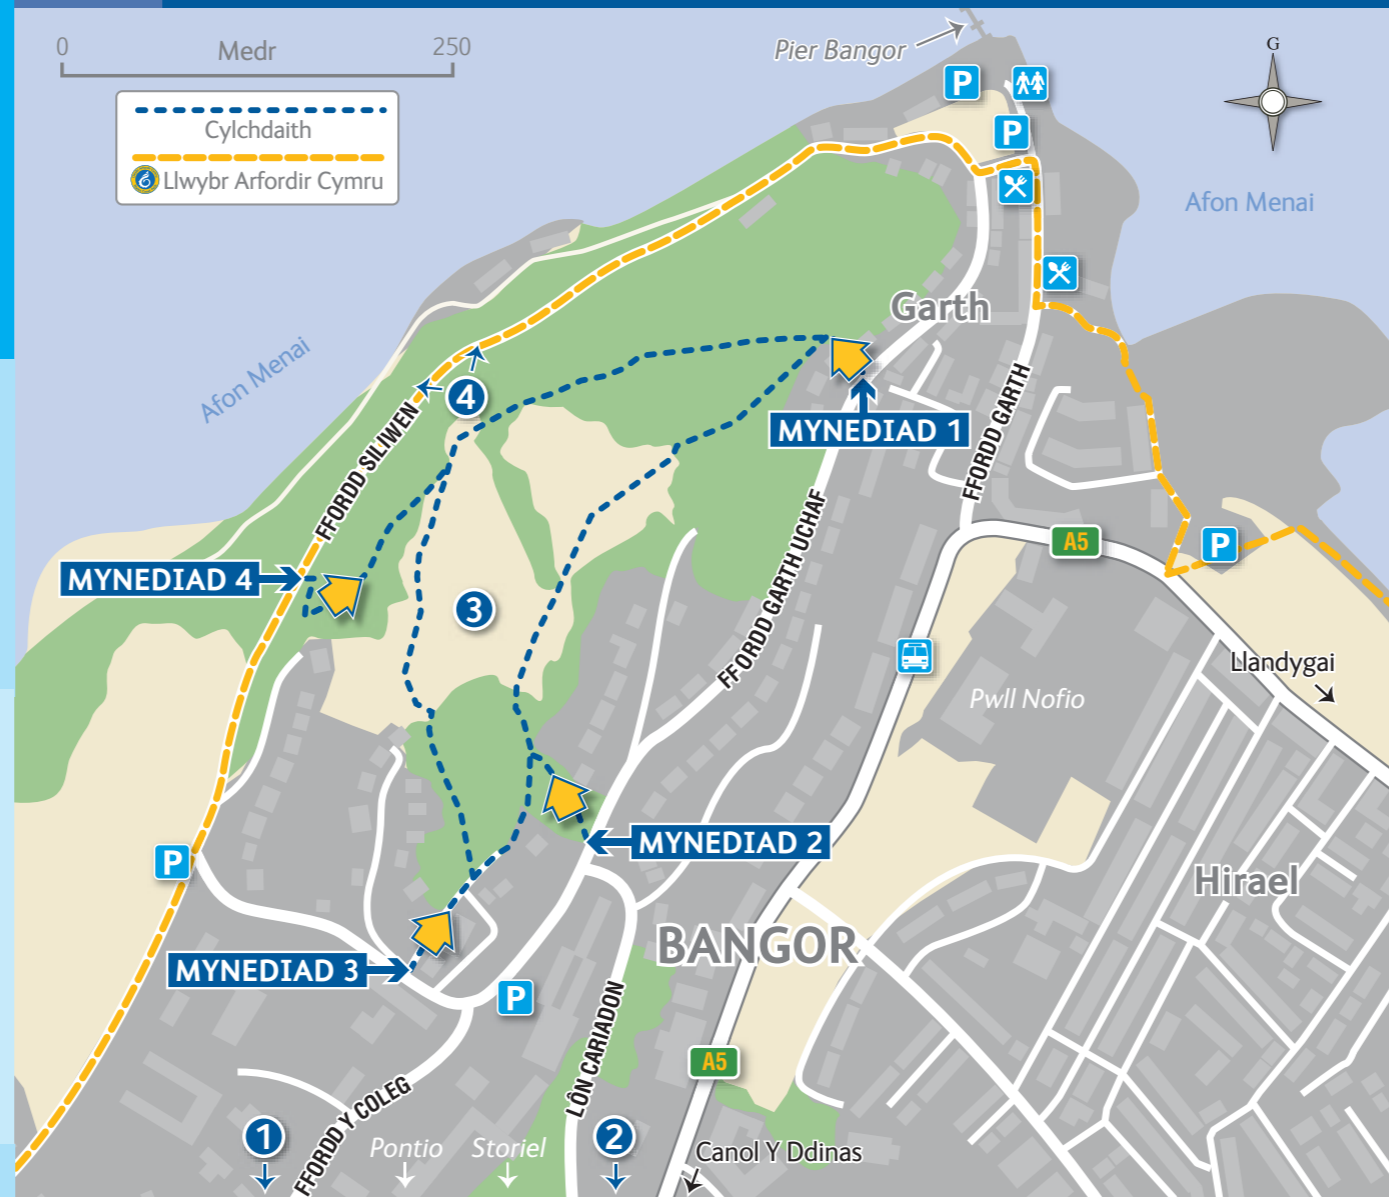 0 Medr 250
Cylchdaith
Llwybr Arfordir Cymru
Pier Bangor
P
P
G
Afon Menai
Afon Menai
Garth
4
MYNEDIAD 1
FFORDD SILIWEN
FFORDD GARTH
FFORDD GARTH UCHAF
MYNEDIAD 4
A5
P
3
Llandygai
Pwll Nofio
MYNEDIAD 2
P
Hirael
BANGOR
MYNEDIAD 3
P
LÔN CARIADON
A5
FFORDD Y COLEG
1
Pontio
Storiel
2
Canol Y Ddinas